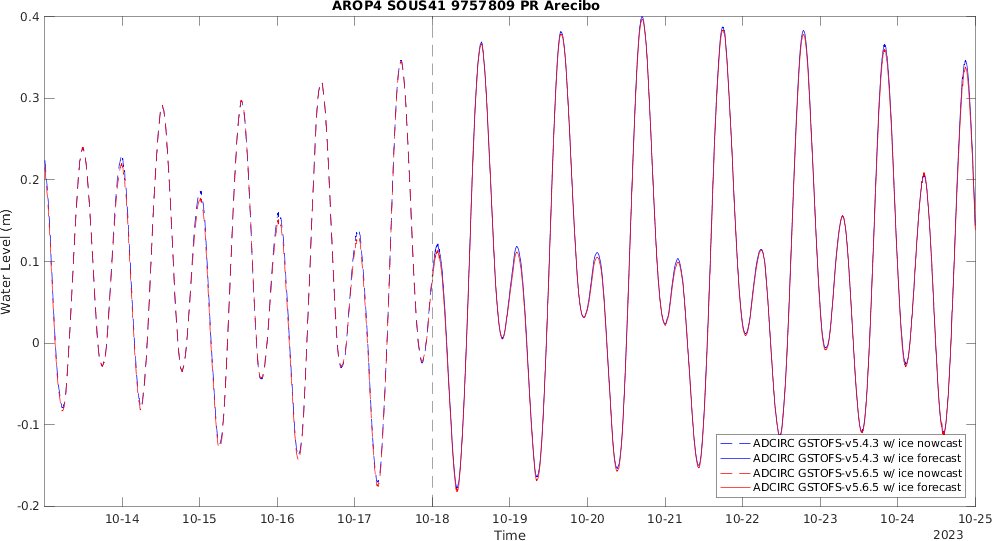 AROP4 SOUS41 9757809 PR Arecibo
0.4
0.3
0.2
0.1
0
-0.1
-0.2
Water Level (m)
ADCIRC GSTOFS-v5.4.3 w/ ice nowcast
ADCIRC GSTOFS-v5.4.3 w/ ice forecast
ADCIRC GSTOFS-v5.6.5 w/ ice nowcast
ADCIRC GSTOFS-v5.6.5 w/ ice forecast
10-14 10-15 10-16 10-17 10-18 10-19 10-20 10-21 10-22 10-23 10-24 10-25
Time
2023